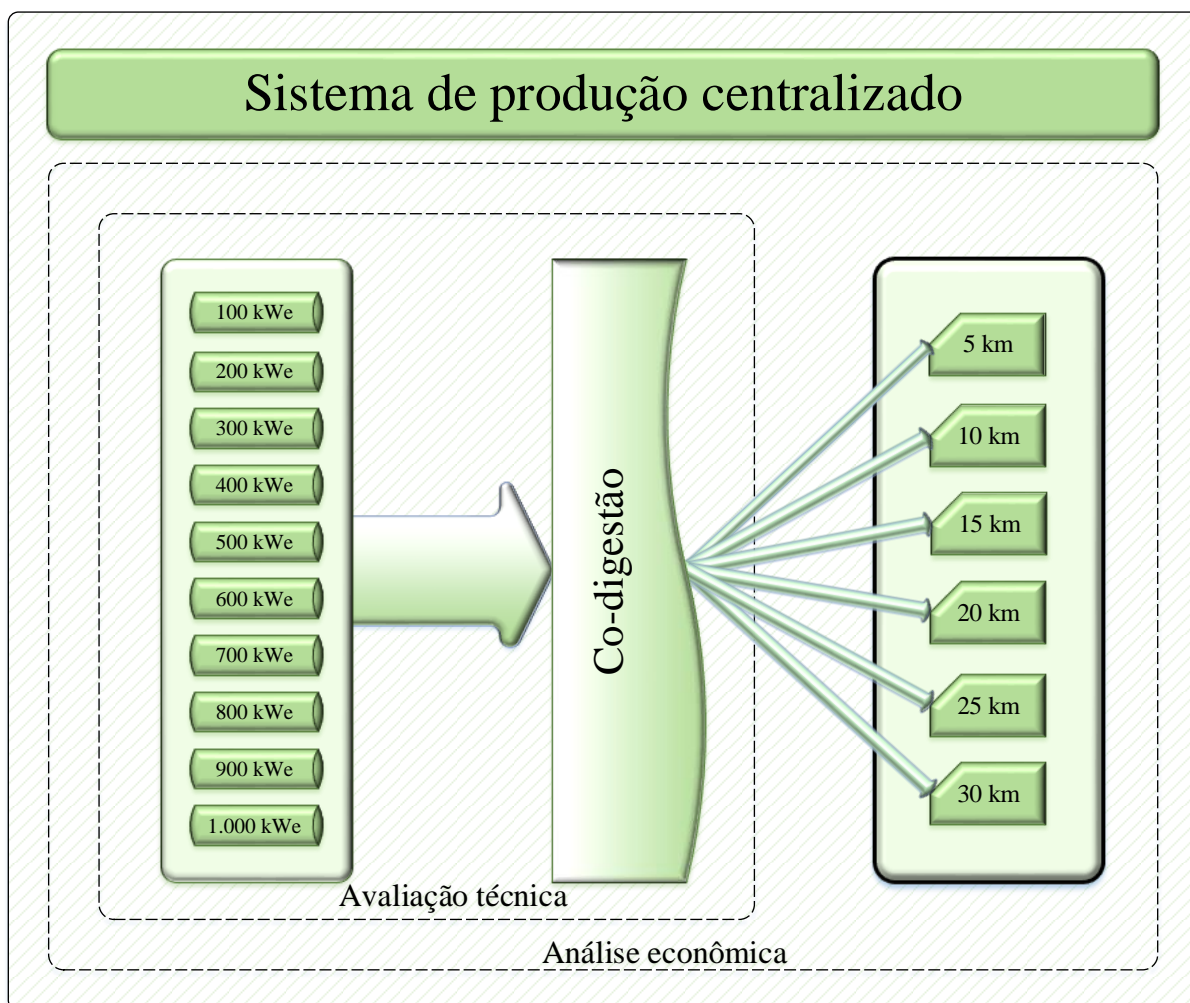 Sistema de produção centralizado
100 kWe
200 kWe
300 kWe
400 kWe
500 kWe
600 kWe
700 kWe
800 kWe
900 kWe
1.000 kWe
Co-digestão
5 km
10 km
15 km
20 km
25 km
30 km
Avaliação técnica
Análise econômica